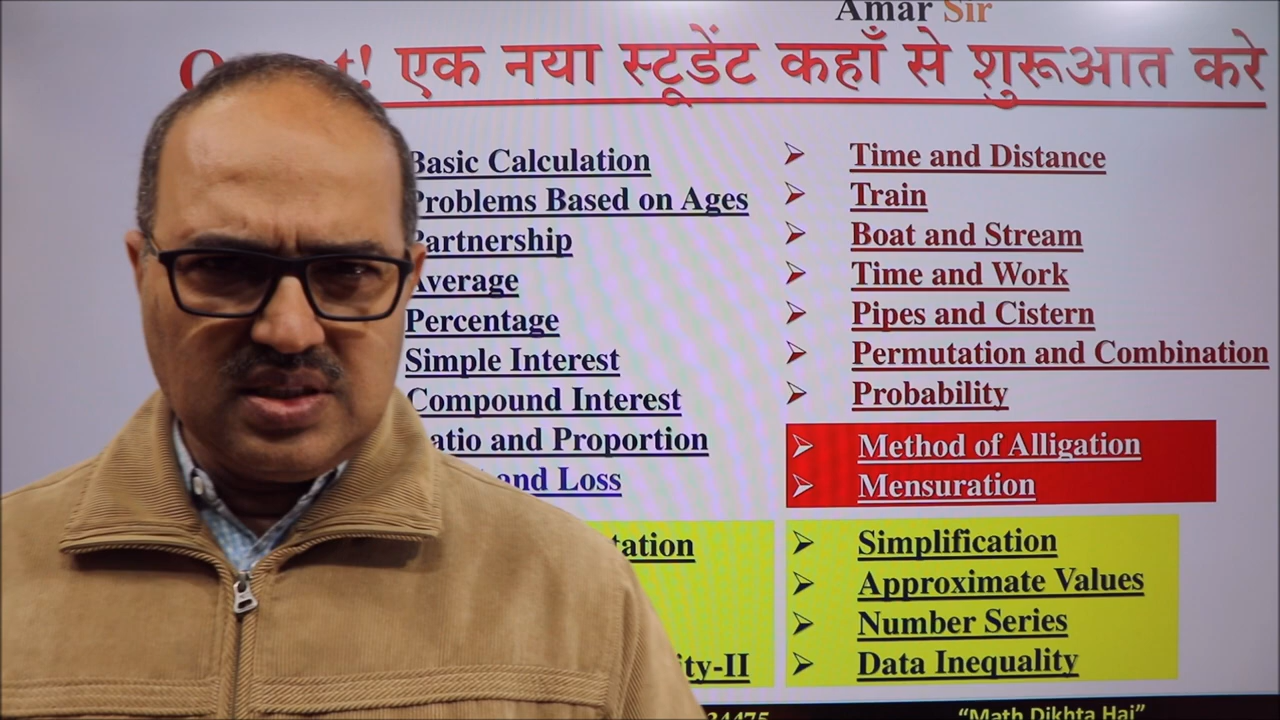 Amar Sir
एक नया स्टूडेंट कहाँ से शुरूआत करे
Basic Calculation
Problems Based on Ages
Partnership
Average
Percentage
Simple Interest
Compound Interest
Ratio and Proportion
and Loss
Time and Distance
Train
Boat and Stream
Time and Work
Pipes and Cistern
Permutation and Combination
Probability
Method of Alligation
Mensuration
Simplification
Approximate Values
Number Series
Data Inequality
“Math Dikhta Hai”